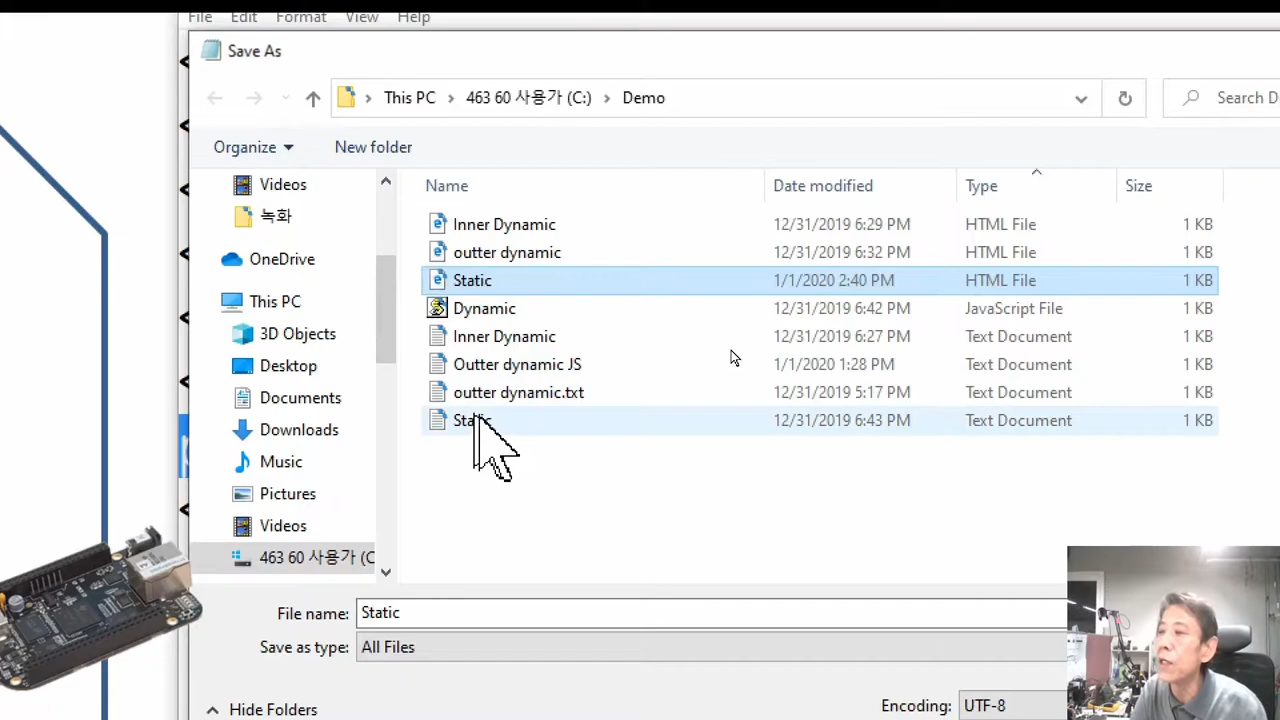 File Edit Format View Help
Save As
This PC 463 60 사용가 (C:) Demo
Search D
Organize New folder
Name Date modified Type Size
Videos
녹화
OneDrive
This PC
3D Objects
Desktop
Documents
Downloads
Music
Pictures
Videos
463 60 사용가 (C
Inner Dynamic 12/31/2019 6:29 PM HTML File 1 KB
outter dynamic 12/31/2019 6:32 PM HTML File 1 KB
Static 1/1/2020 2:40 PM HTML File 1 KB
Dynamic 12/31/2019 6:42 PM JavaScript File 1 KB
Inner Dynamic 12/31/2019 6:27 PM Text Document 1 KB
Outter dynamic JS 1/1/2020 1:28 PM Text Document 1 KB
outter dynamic.txt 12/31/2019 5:17 PM Text Document 1 KB
Static 12/31/2019 6:43 PM Text Document 1 KB
File name: Static
Save as type: All Files
Hide Folders
Encoding: UTF-8